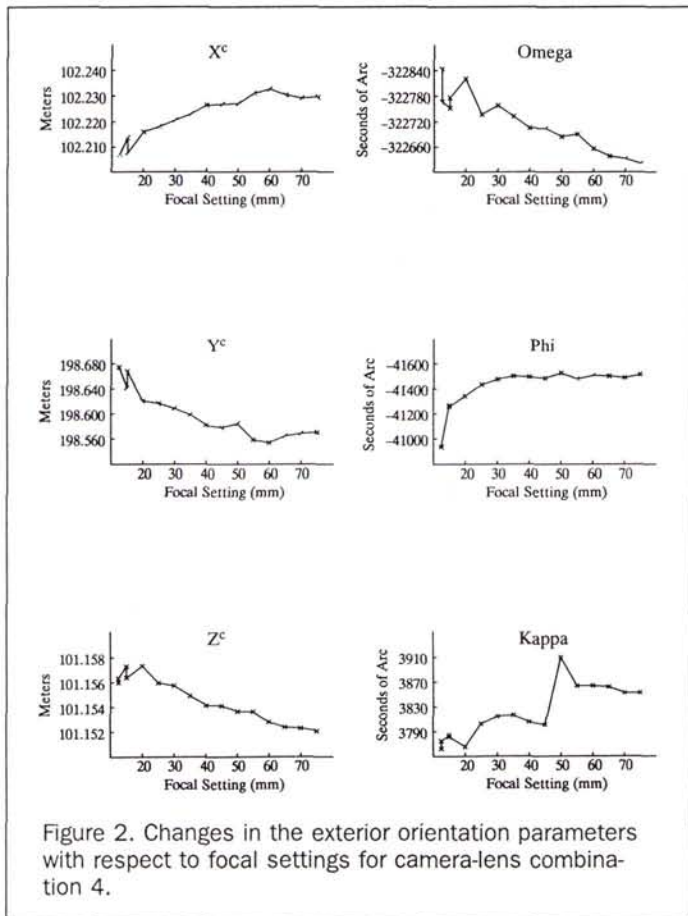 Xᶜ
Meters
102.240
102.230
102.220
102.210
20 30 40 50 60 70
Focal Setting (mm)
Omega
Seconds of Arc
-322840
-322780
-322720
-322660
20 30 40 50 60 70
Focal Setting (mm)
Yᶜ
Meters
198.680
198.640
198.600
198.560
20 30 40 50 60 70
Focal Setting (mm)
Phi
Seconds of Arc
-41600
-41400
-41200
-41000
20 30 40 50 60 70
Focal Setting (mm)
Zᶜ
Meters
101.158
101.156
101.154
101.152
20 30 40 50 60 70
Focal Setting (mm)
Kappa
Seconds of Arc
3910
3870
3830
3790
20 30 40 50 60 70
Focal Setting (mm)
Figure 2. Changes in the exterior orientation parameters
with respect to focal settings for camera-lens combina-
tion 4.